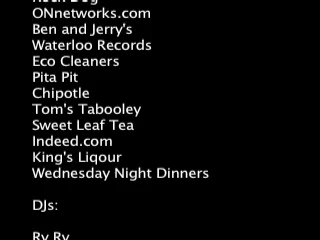 ONnetworks.com
Ben and Jerry's
Waterloo Records
Eco Cleaners
Pita Pit
Chipotle
Tom's Tabooley
Sweet Leaf Tea
Indeed.com
King's Liqour
Wednesday Night Dinners
DJs:
Ry Ry